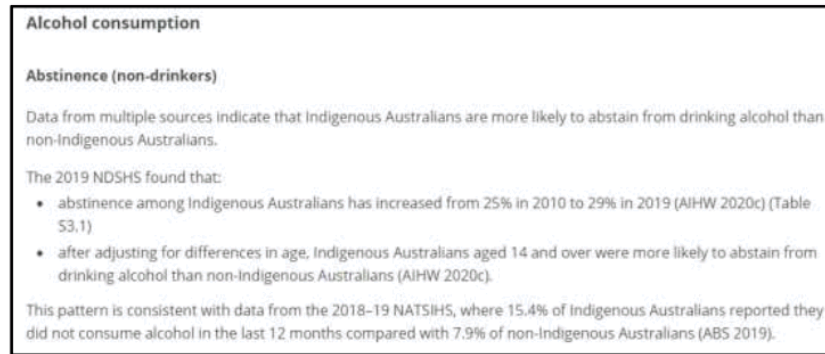 Alcohol consumption
Abstinence (non-drinkers)
Data from multiple sources indicate that Indigenous Australians are more likely to abstain from drinking alcohol than
non-Indigenous Australians.
The 2019 NDSHS found that:
• abstinence among Indigenous Australians has increased from 25% in 2010 to 29% in 2019 (AIHW 2020c) (Table
S3.1)
• after adjusting for differences in age, Indigenous Australians aged 14 and over were more likely to abstain from
drinking alcohol than non-Indigenous Australians (AIHW 2020c).
This pattern is consistent with data from the 2018–19 NATSIHS, where 15.4% of Indigenous Australians reported they
did not consume alcohol in the last 12 months compared with 7.9% of non-Indigenous Australians (ABS 2019).